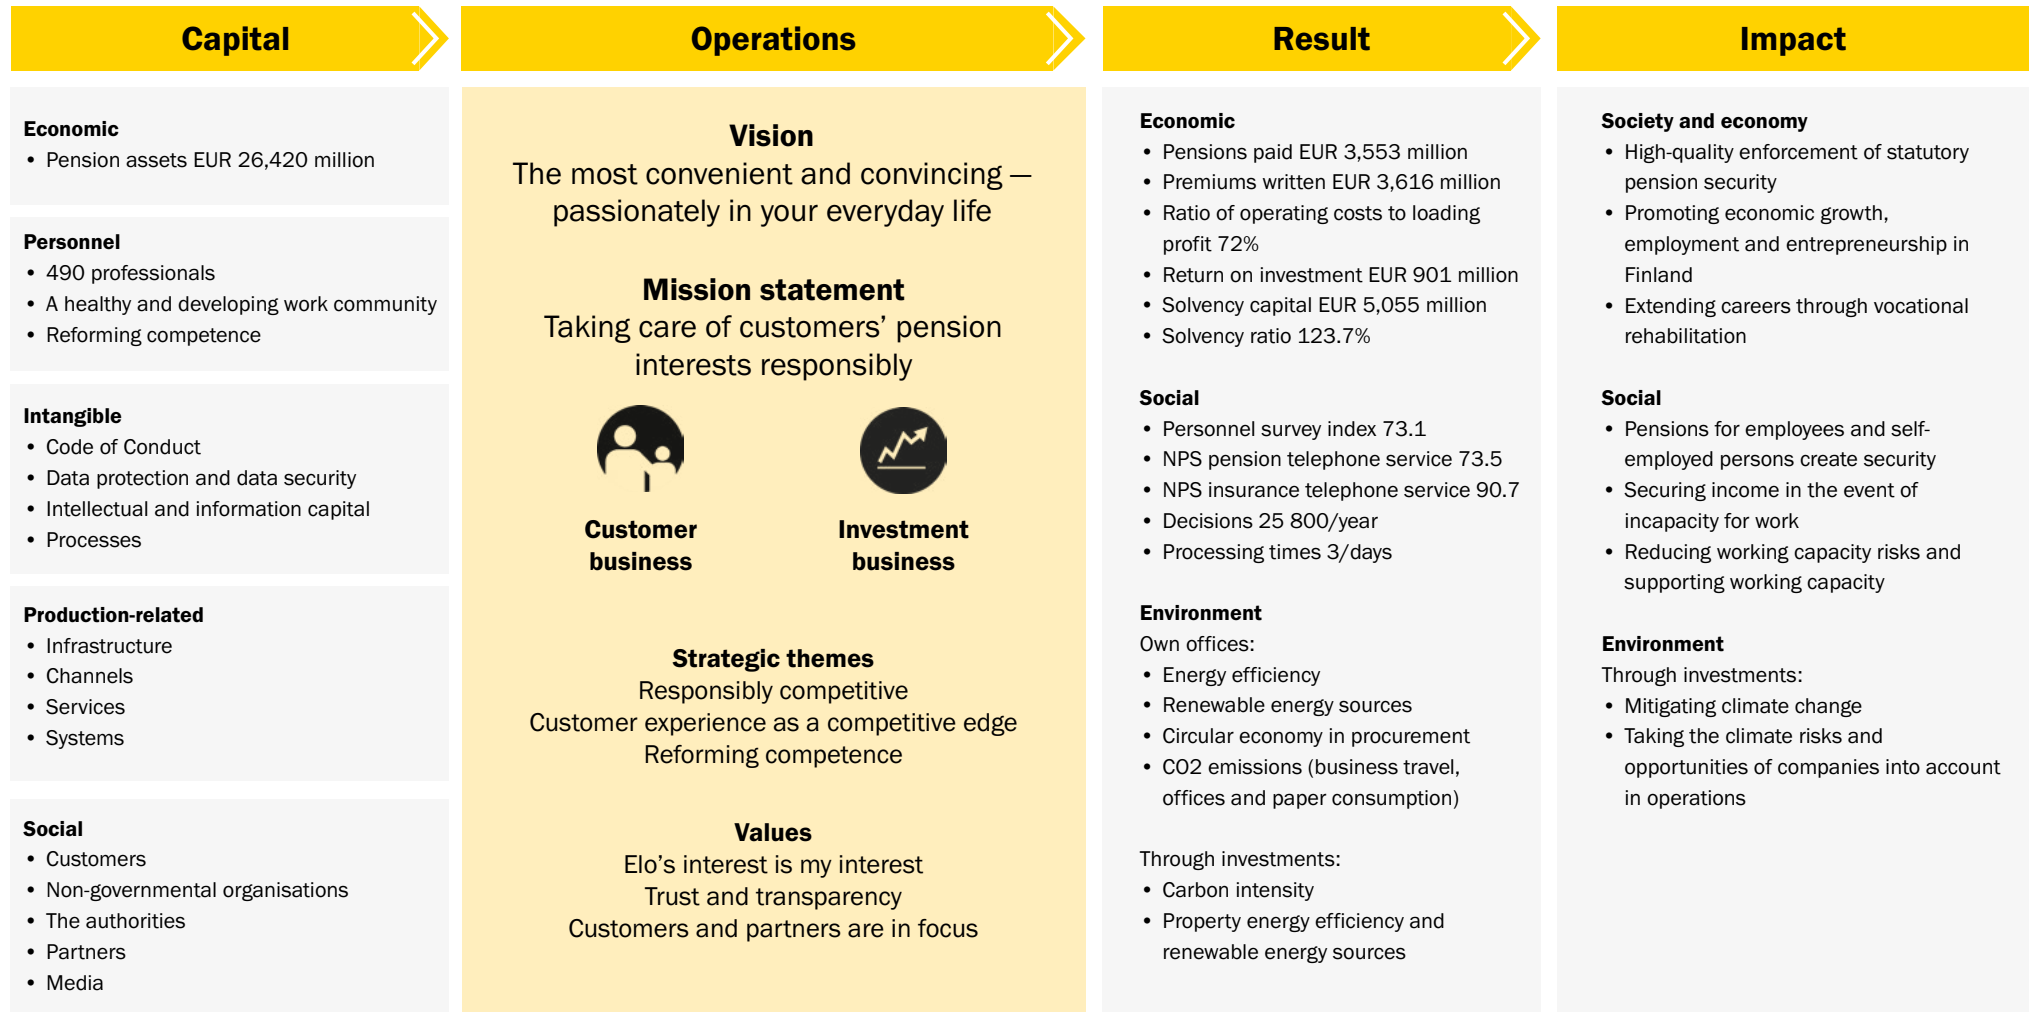 Capital
Economic
• Pension assets EUR 26,420 million
Personnel
• 490 professionals
• A healthy and developing work community
• Reforming competence
Intangible
• Code of Conduct
• Data protection and data security
• Intellectual and information capital
• Processes
Production-related
• Infrastructure
• Channels
• Services
• Systems
Social
• Customers
• Non-governmental organisations
• The authorities
• Partners
• Media
Operations
Vision
The most convenient and convincing —
passionately in your everyday life
Mission statement
Taking care of customers’ pension
interests responsibly
Customer
business
Investment
business
Strategic themes
Responsibly competitive
Customer experience as a competitive edge
Reforming competence
Values
Elo’s interest is my interest
Trust and transparency
Customers and partners are in focus
Result
Economic
• Pensions paid EUR 3,553 million
• Premiums written EUR 3,616 million
• Ratio of operating costs to loading
profit 72%
• Return on investment EUR 901 million
• Solvency capital EUR 5,055 million
• Solvency ratio 123.7%
Social
• Personnel survey index 73.1
• NPS pension telephone service 73.5
• NPS insurance telephone service 90.7
• Decisions 25 800/year
• Processing times 3/days
Environment
Own offices:
• Energy efficiency
• Renewable energy sources
• Circular economy in procurement
• CO2 emissions (business travel,
offices and paper consumption)
Through investments:
• Carbon intensity
• Property energy efficiency and
renewable energy sources
Impact
Society and economy
• High-quality enforcement of statutory
pension security
• Promoting economic growth,
employment and entrepreneurship in
Finland
• Extending careers through vocational
rehabilitation
Social
• Pensions for employees and self-
employed persons create security
• Securing income in the event of
incapacity for work
• Reducing working capacity risks and
supporting working capacity
Environment
Through investments:
• Mitigating climate change
• Taking the climate risks and
opportunities of companies into account
in operations